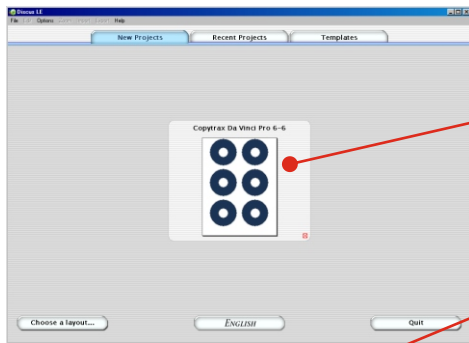 Discus LE
File Edit Options Help
New Projects Recent Projects Templates
Copytrax Da Vinci Pro 6-6
Choose a layout... ENGLISH Quit